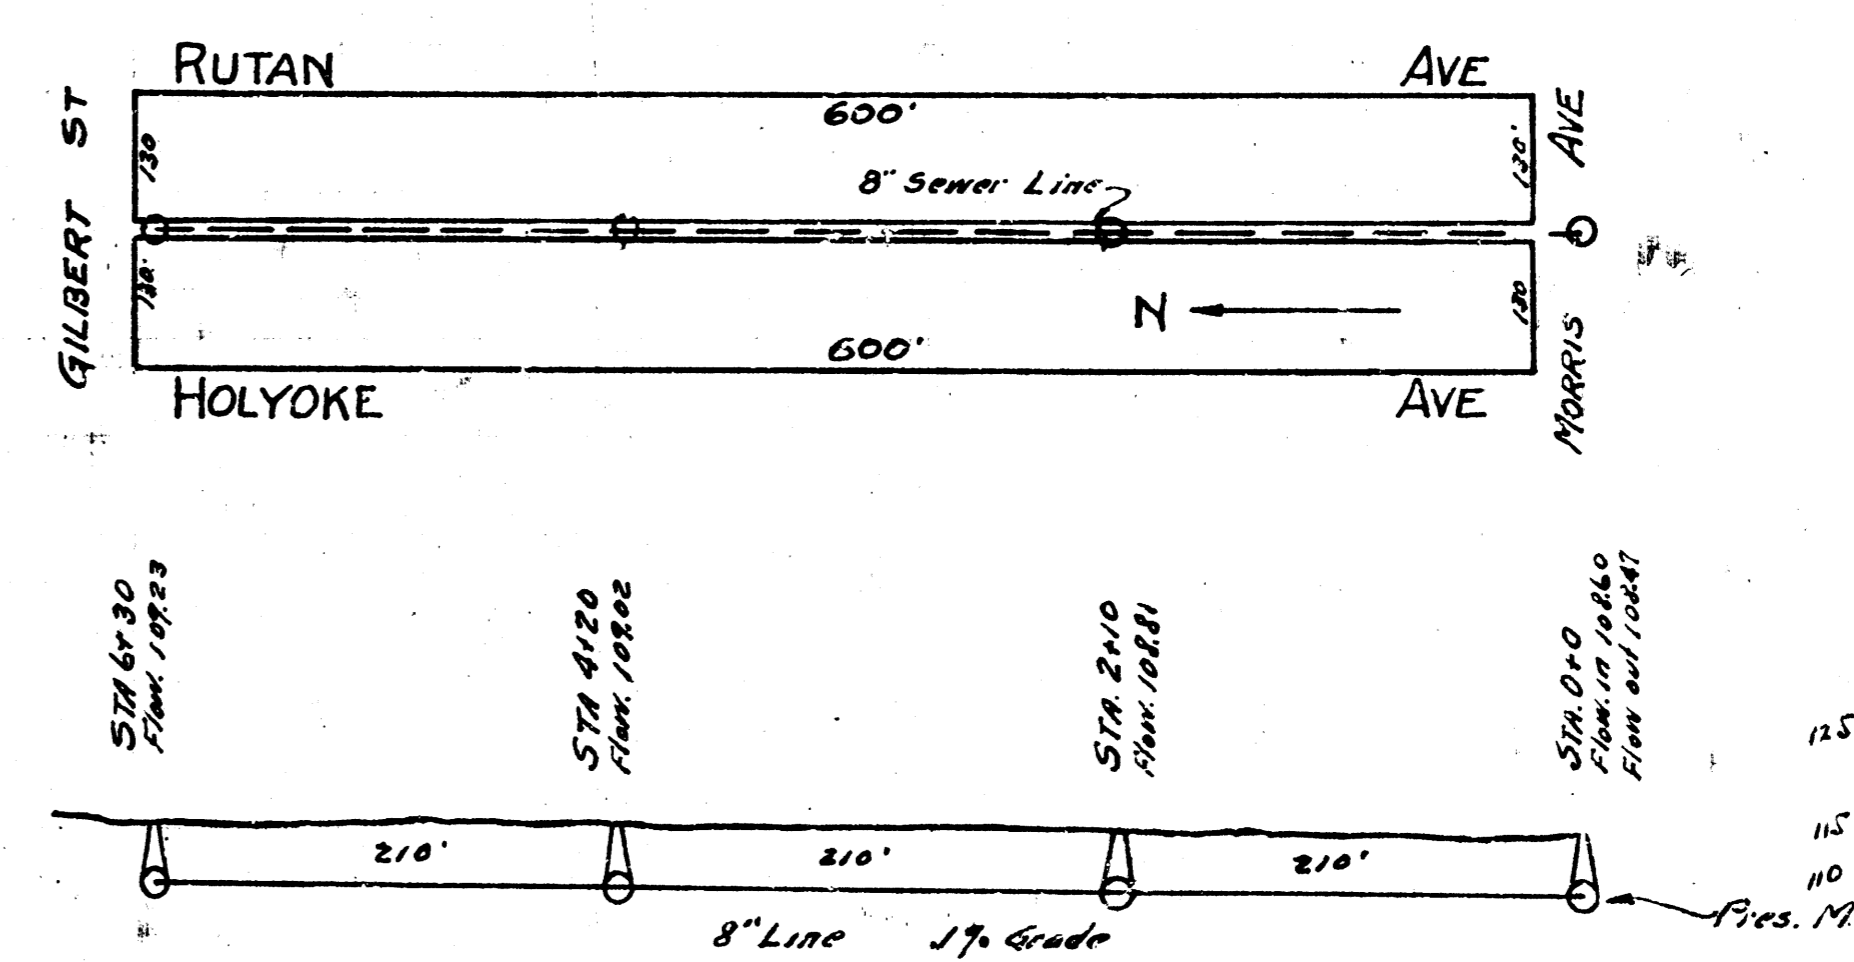 RUTAN AVE
600'
GILBERT ST
130
130'
MORRIS AVE
8" Sewer Line
130'
130
N
600'
HOLYOKE AVE
STA 6+30
Flow. 109.23
STA 4+20
Flow. 109.02
STA. 2+10
Flow. 108.81
STA. 0+0
Flow. in 108.60
Flow out 108.47
125
115
110
210'
210'
210'
Pres. M.
8" Line .1% Grade